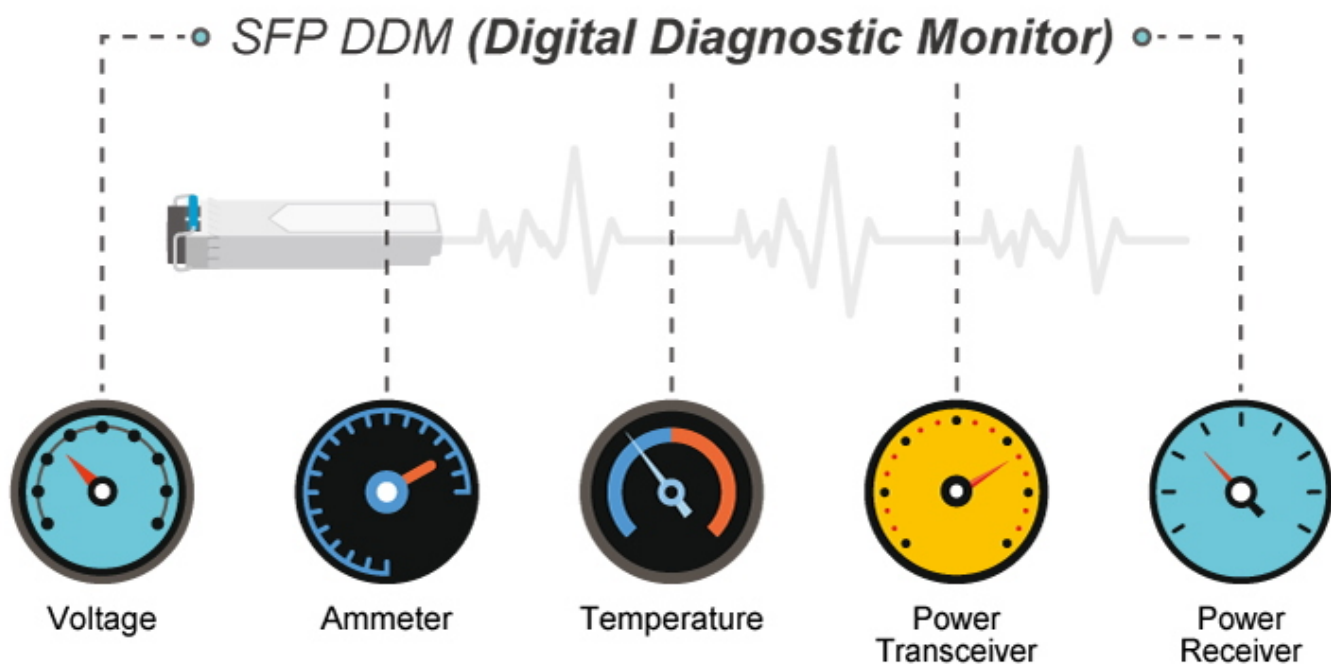 SFP DDM (Digital Diagnostic Monitor)
Voltage
Ammeter
Temperature
Power
Transceiver
Power
Receiver